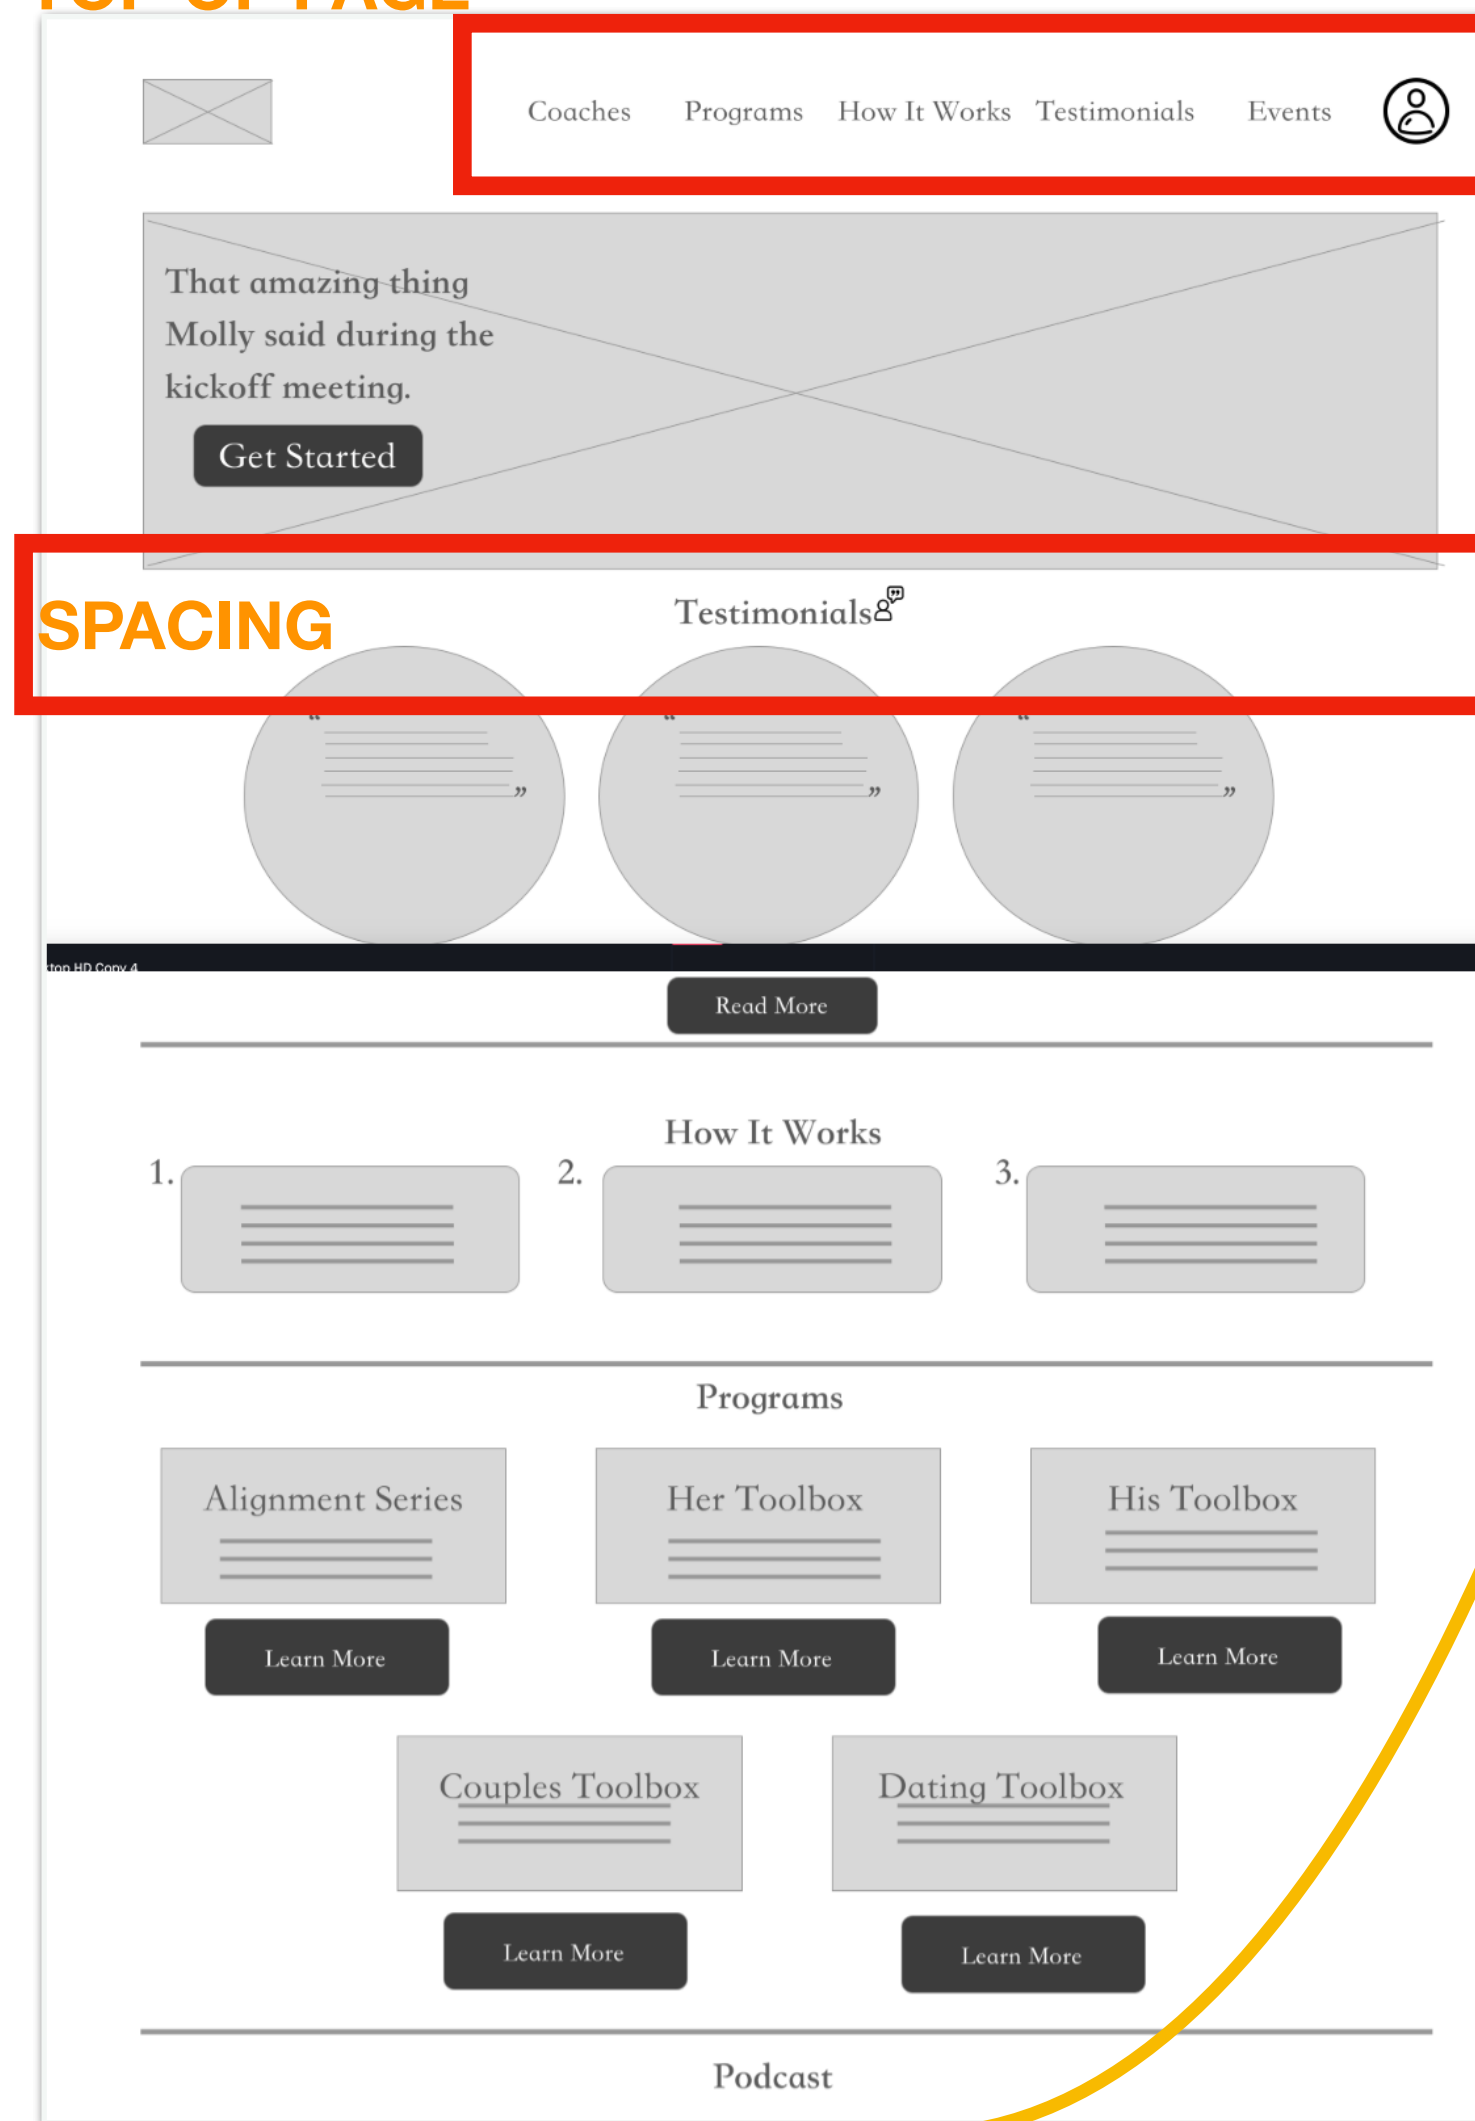 TOP OF PAGE
Coaches Programs How It Works Testimonials Events
That amazing thing
Molly said during the
kickoff meeting.
Get Started
SPACING
Testimonials
“ ” “ ” “ ”
top HD Copy 4
Read More
How It Works
1. 2. 3.
Programs
Alignment Series Her Toolbox His Toolbox
Learn More Learn More Learn More
Couples Toolbox Dating Toolbox
Learn More Learn More
Podcast